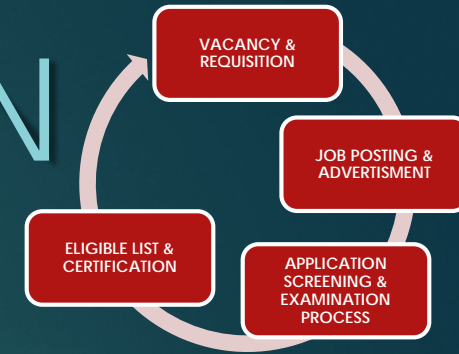 N
VACANCY &
REQUISITION
JOB POSTING &
ADVERTISMENT
APPLICATION
SCREENING &
EXAMINATION
PROCESS
ELIGIBLE LIST &
CERTIFICATION